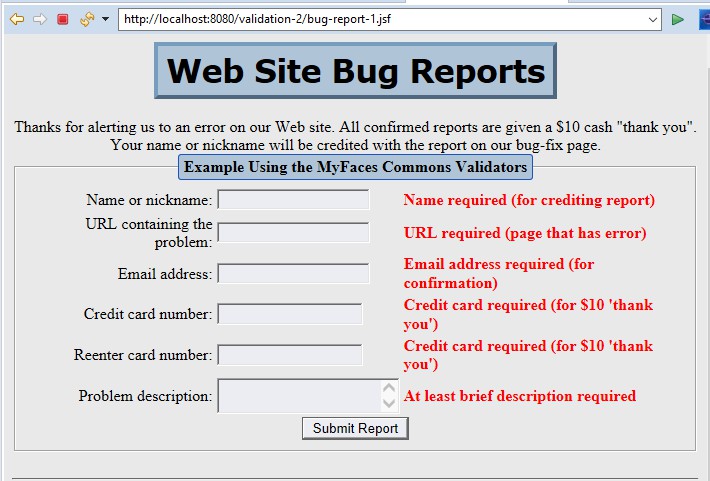 http://localhost:8080/validation-2/bug-report-1.jsf
Web Site Bug Reports
Thanks for alerting us to an error on our Web site. All confirmed reports are given a $10 cash "thank you".
Your name or nickname will be credited with the report on our bug-fix page.
Example Using the MyFaces Commons Validators
Name or nickname: Name required (for crediting report)
URL containing the
problem: URL required (page that has error)
Email address: Email address required (for
confirmation)
Credit card number: Credit card required (for $10 'thank
you')
Reenter card number: Credit card required (for $10 'thank
you')
Problem description: At least brief description required
Submit Report